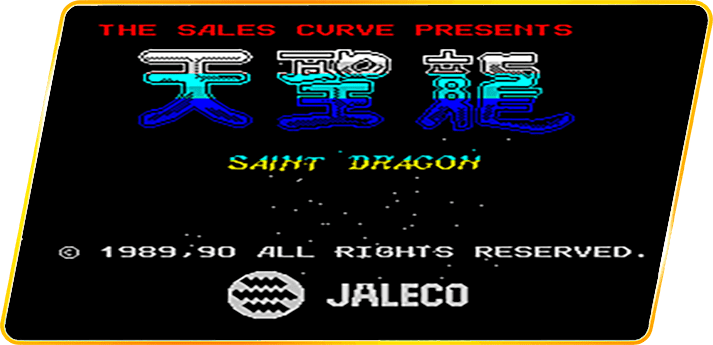 THE SALES CURVE PRESENTS
天聖龍
SAINT DRAGON
© 1989,90 ALL RIGHTS RESERVED.
JALECO